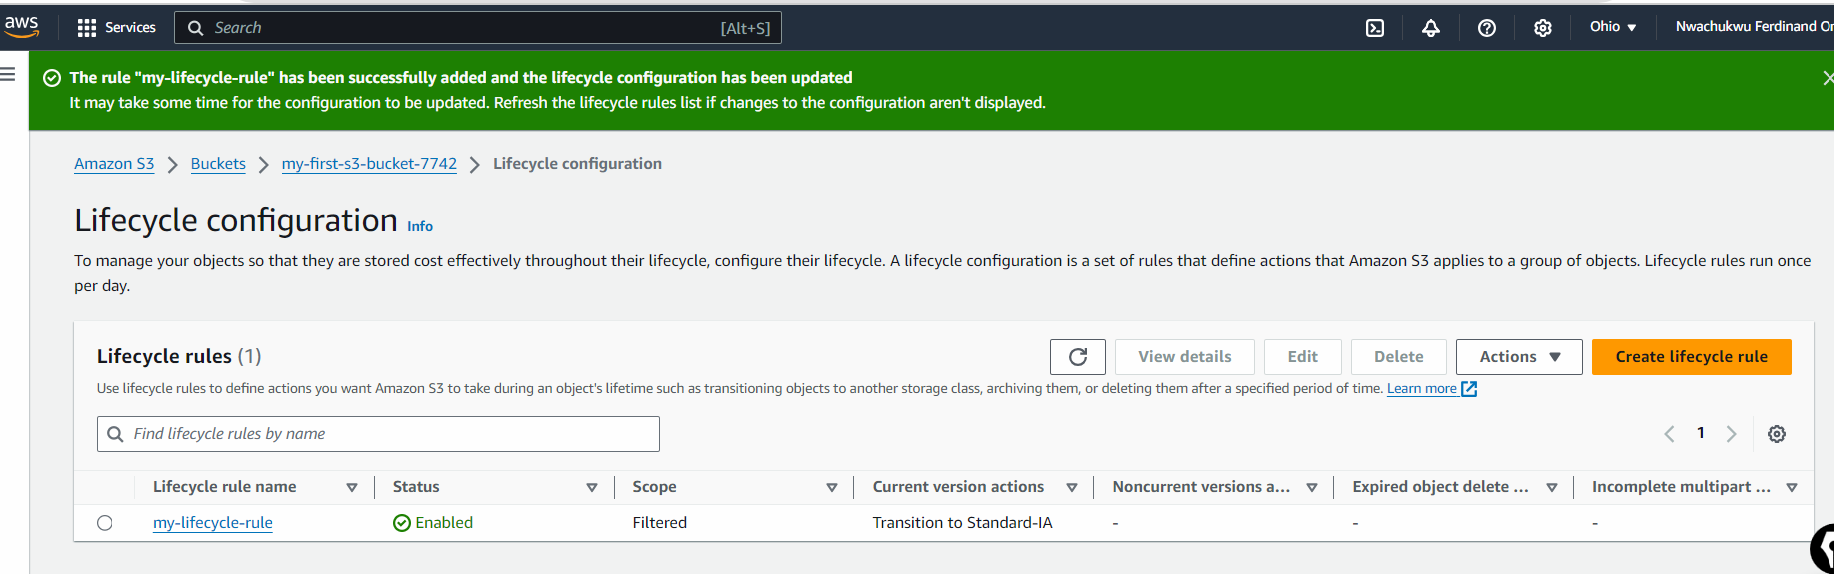 aws
Services
Search
[Alt+S]
Ohio
Nwachukwu Ferdinand
The rule "my-lifecycle-rule" has been successfully added and the lifecycle configuration has been updated
It may take some time for the configuration to be updated. Refresh the lifecycle rules list if changes to the configuration aren't displayed.
Amazon S3 > Buckets > my-first-s3-bucket-7742 > Lifecycle configuration
Lifecycle configuration Info
To manage your objects so that they are stored cost effectively throughout their lifecycle, configure their lifecycle. A lifecycle configuration is a set of rules that define actions that Amazon S3 applies to a group of objects. Lifecycle rules run once
per day.
Lifecycle rules (1)
View details
Edit
Delete
Actions
Create lifecycle rule
Use lifecycle rules to define actions you want Amazon S3 to take during an object's lifetime such as transitioning objects to another storage class, archiving them, or deleting them after a specified period of time. Learn more
Find lifecycle rules by name
1
Lifecycle rule name
Status
Scope
Current version actions
Noncurrent versions a...
Expired object delete ...
Incomplete multipart ...
my-lifecycle-rule
Enabled
Filtered
Transition to Standard-IA
-
-
-